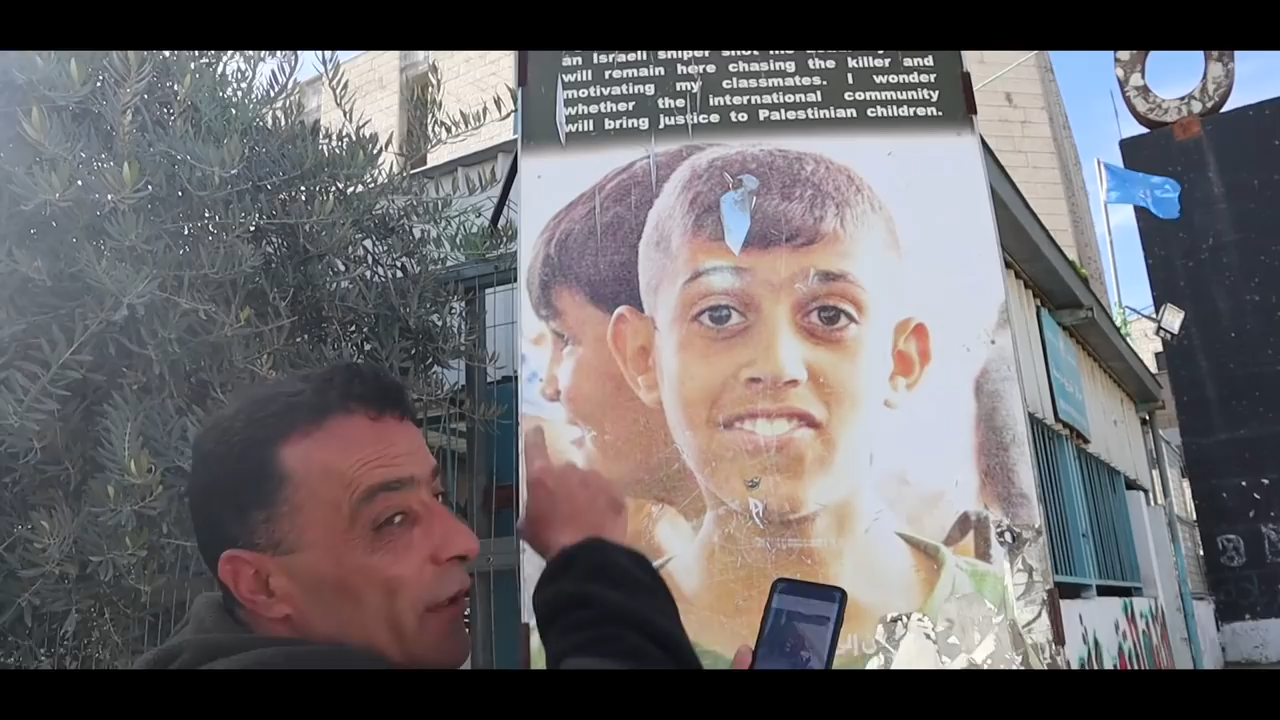 an Israeli sniper shot me
will remain here chasing the killer and
motivating my classmates. I wonder
whether the international community
will bring justice to Palestinian children.